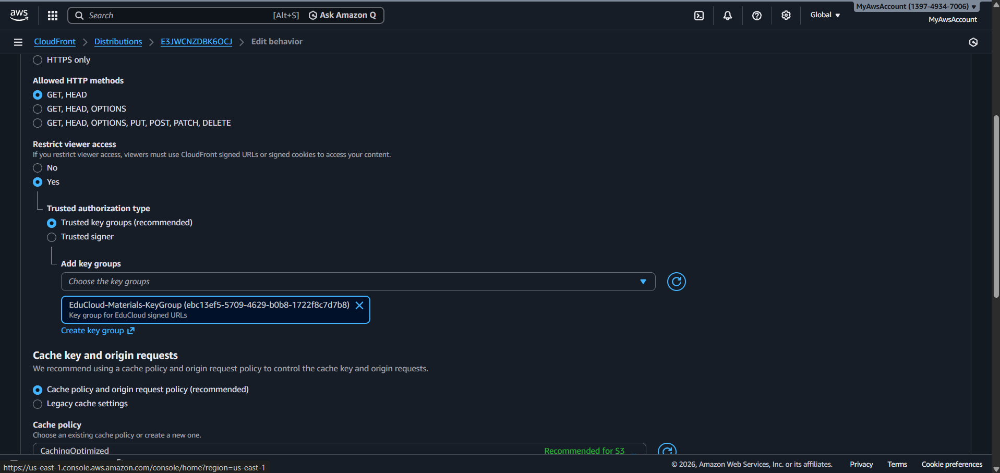 MyAwsAccount (1397-4934-7006)
aws
Search [Alt+S] Ask Amazon Q
Global
MyAwsAccount
CloudFront > Distributions > E3JWCNZDBK6OCJ > Edit behavior
HTTPS only
Allowed HTTP methods
GET, HEAD
GET, HEAD, OPTIONS
GET, HEAD, OPTIONS, PUT, POST, PATCH, DELETE
Restrict viewer access
If you restrict viewer access, viewers must use CloudFront signed URLs or signed cookies to access your content.
No
Yes
Trusted authorization type
Trusted key groups (recommended)
Trusted signer
Add key groups
Choose the key groups
EduCloud-Materials-KeyGroup (ebc13ef5-5709-4629-b0b8-1722f8c7d7b8)
Key group for EduCloud signed URLs
Create key group
Cache key and origin requests
We recommend using a cache policy and origin request policy to control the cache key and origin requests.
Cache policy and origin request policy (recommended)
Legacy cache settings
Cache policy
Choose an existing cache policy or create a new one.
CachingOptimized Recommended for S3
© 2026, Amazon Web Services, Inc. or its affiliates. Privacy Terms Cookie preferences
https://us-east-1.console.aws.amazon.com/console/home?region=us-east-1